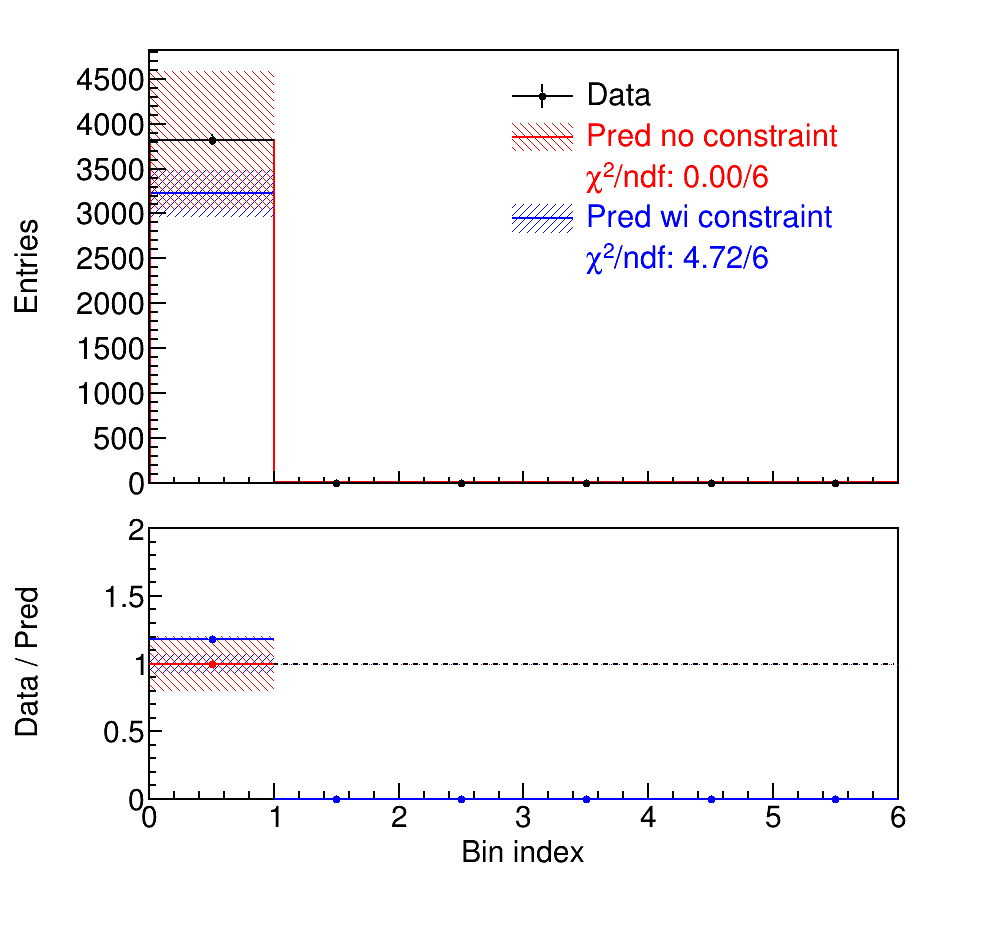 4500
4000
3500
3000
2500
2000
1500
1000
500
0
Entries
Data
Pred no constraint
χ²/ndf: 0.00/6
Pred wi constraint
χ²/ndf: 4.72/6
2
1.5
1
0.5
0
Data / Pred
0 1 2 3 4 5 6
Bin index